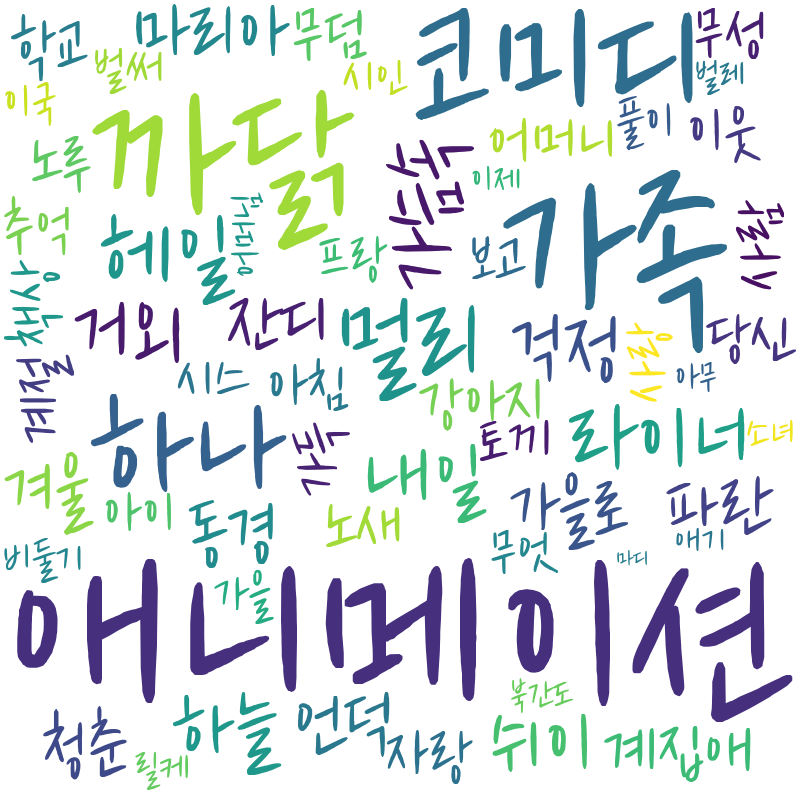 학교
마리아
무덤
코미디
무성
벌써
시인
벌레
이국
까닭
노루
어머니
풀이
이웃
가슴속
이제
추억
헤일
프랑
보고
가족
책상
거외
잔디
멀리
걱정
사랑
당신
계절
시스
아침
강아지
아무
하나
가득
토끼
라이너
소녀
겨울
아이
내일
동경
노새
가을로
파란
무엇
애기
비둘기
가을
마디
애니메이션
북간도
청춘
릴케
하늘
언덕
자랑
쉬이
계집애